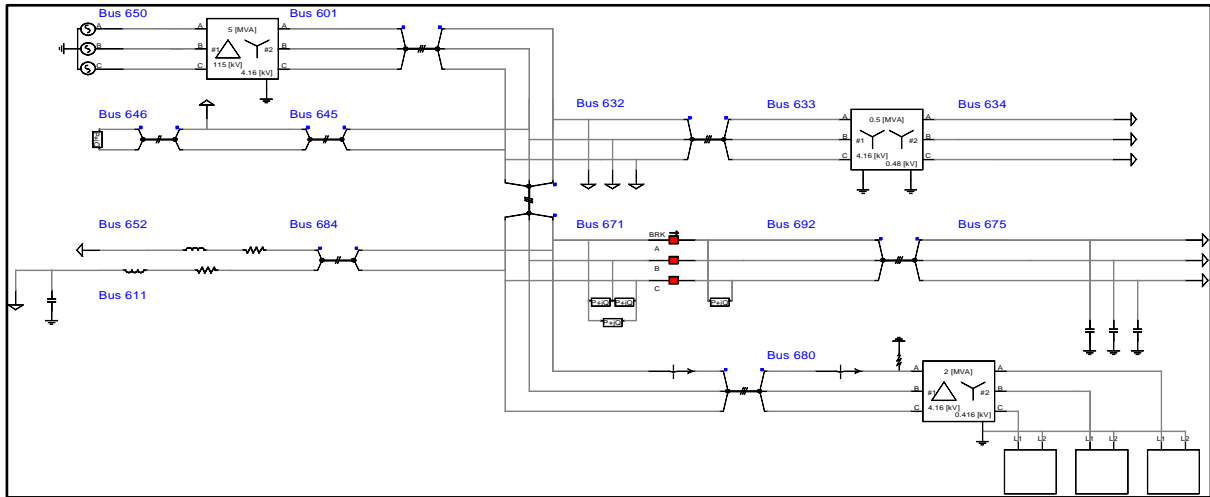 Bus 650
Bus 601
A
B
C
5 [MVA]
#1
#2
115 [kV]
4.16 [kV]
A
B
C
A
B
C
Bus 646
Bus 645
Bus 632
Bus 633
Bus 634
0.5 [MVA]
#1
#2
4.16 [kV]
0.48 [kV]
A
B
C
A
B
C
P+jQ
Bus 652
Bus 684
Bus 671
Bus 692
Bus 675
BRK
A
B
C
P+jQ
P+jQ
P+jQ
P+jQ
Bus 611
Bus 680
2 [MVA]
#1
#2
4.16 [kV]
0.416 [kV]
A
B
C
A
B
C
L1
L2
L1
L2
L1
L2